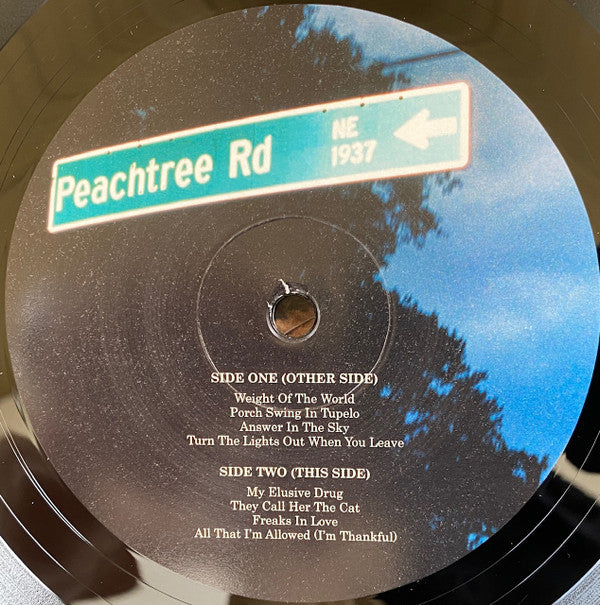 Peachtree Rd
NE
1937
SIDE ONE (OTHER SIDE)
Weight Of The World
Porch Swing In Tupelo
Answer In The Sky
Turn The Lights Out When You Leave
SIDE TWO (THIS SIDE)
My Elusive Drug
They Call Her The Cat
Freaks In Love
All That I'm Allowed (I'm Thankful)